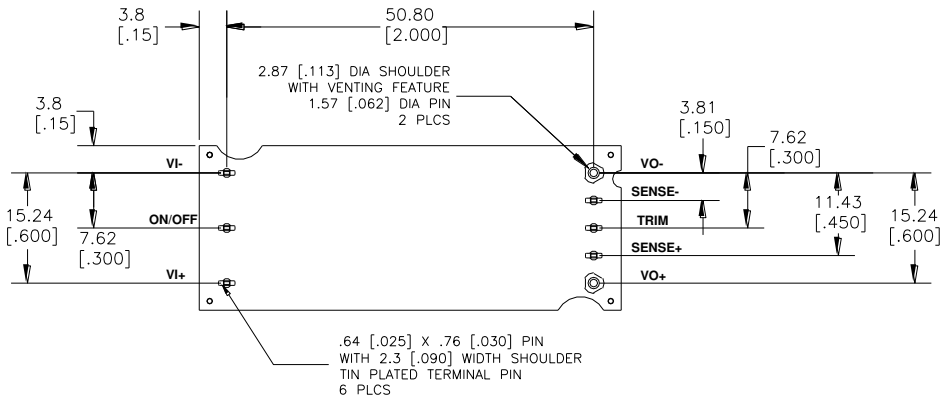 3.8
[.15]
50.80
[2.000]
2.87 [.113] DIA SHOULDER
WITH VENTING FEATURE
1.57 [.062] DIA PIN
2 PLCS
3.81
[.150]
7.62
[.300]
3.8
[.15]
VI-
VO-
SENSE-
ON/OFF
TRIM
SENSE+
VI+
VO+
15.24
[.600]
7.62
[.300]
11.43
[.450]
15.24
[.600]
.64 [.025] X .76 [.030] PIN
WITH 2.3 [.090] WIDTH SHOULDER
TIN PLATED TERMINAL PIN
6 PLCS